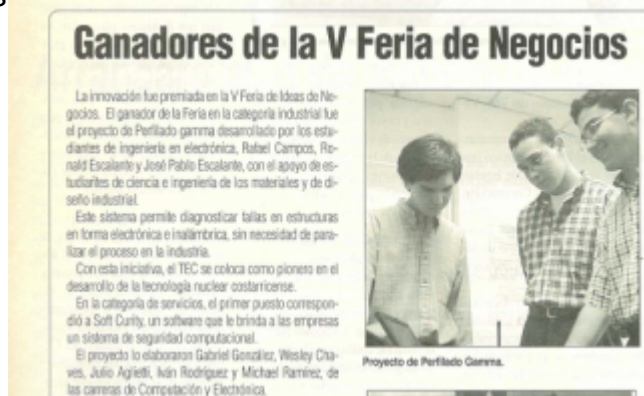 Ganadores de la V Feria de Negocios
La innovación fue premiada en la V Feria de Ideas de Ne-
gocios. El ganador de la Feria en la categoría industrial fue
el proyecto de Perfilado gamma desarrollado por los estu-
diantes de ingeniería en electrónica, Rafael Campos, Ro-
nald Escalante y José Pablo Escalante, con el apoyo de es-
tudiantes de ciencia e ingeniería de los materiales y de di-
seño industrial.
Este sistema permite diagnosticar fallas en estructuras
en forma electrónica e inalámbrica, sin necesidad de para-
lizar el proceso en la industria.
Con esta iniciativa, el TEC se coloca como pionero en el
desarrollo de la tecnología nuclear costarricense.
En la categoría de servicios, el primer puesto correspon-
dió a Soft Curity, un software que le brinda a las empresas
un sistema de seguridad computacional.
El proyecto lo elaboraron Gabriel González, Wesley Cha-
ves, Julio Aglietti, Iván Rodríguez y Michael Ramírez, de
las carreras de Computación y Electrónica.
Proyecto de Perfilado Gamma.